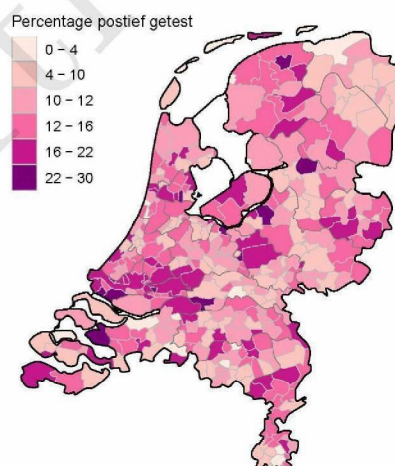 Percentage postief getest
0 – 4
4 – 10
10 – 12
12 – 16
16 – 22
22 – 30